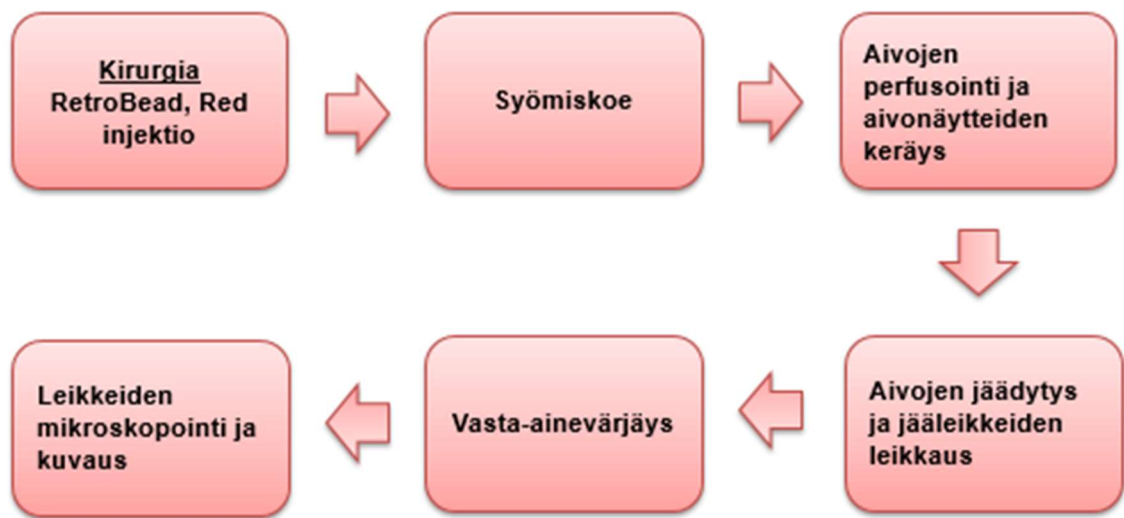 Kirurgia
RetroBead, Red
injektio
Syömiskoe
Aivojen
perfusointi ja
aivonäytteiden
keräys
Aivojen jäädytys
ja jääleikkeiden
leikkaus
Vasta-ainevärjäys
Leikkeiden
mikroskopointi ja
kuvaus